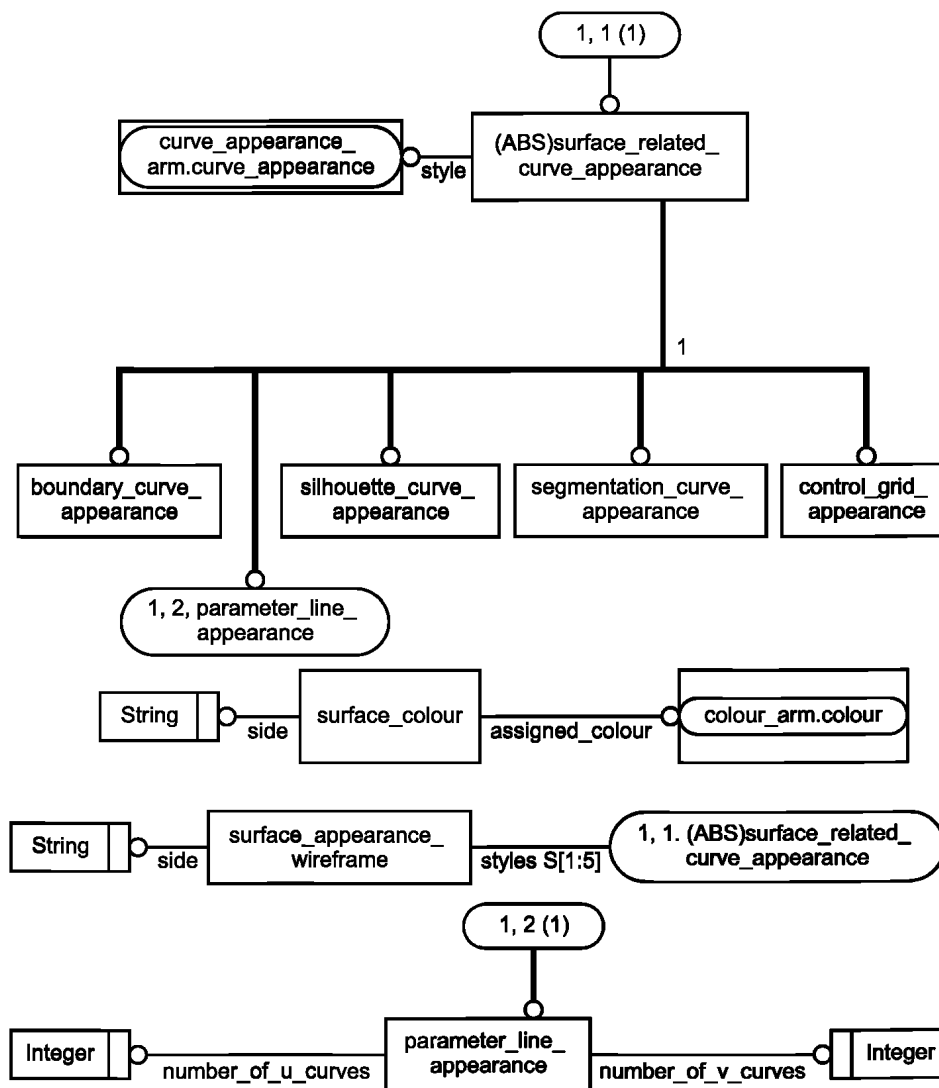 1, 1 (1)
curve_appearance_
arm.curve_appearance
style
(ABS)surface_related_
curve_appearance
1
boundary_curve_
appearance
silhouette_curve_
appearance
segmentation_curve_
appearance
control_grid_
appearance
1, 2, parameter_line_
appearance
String
side
surface_colour
assigned_colour
colour_arm.colour
String
side
surface_appearance_
wireframe
styles S[1:5]
1, 1. (ABS)surface_related_
curve_appearance
1, 2 (1)
Integer
number_of_u_curves
parameter_line_
appearance
number_of_v_curves
Integer